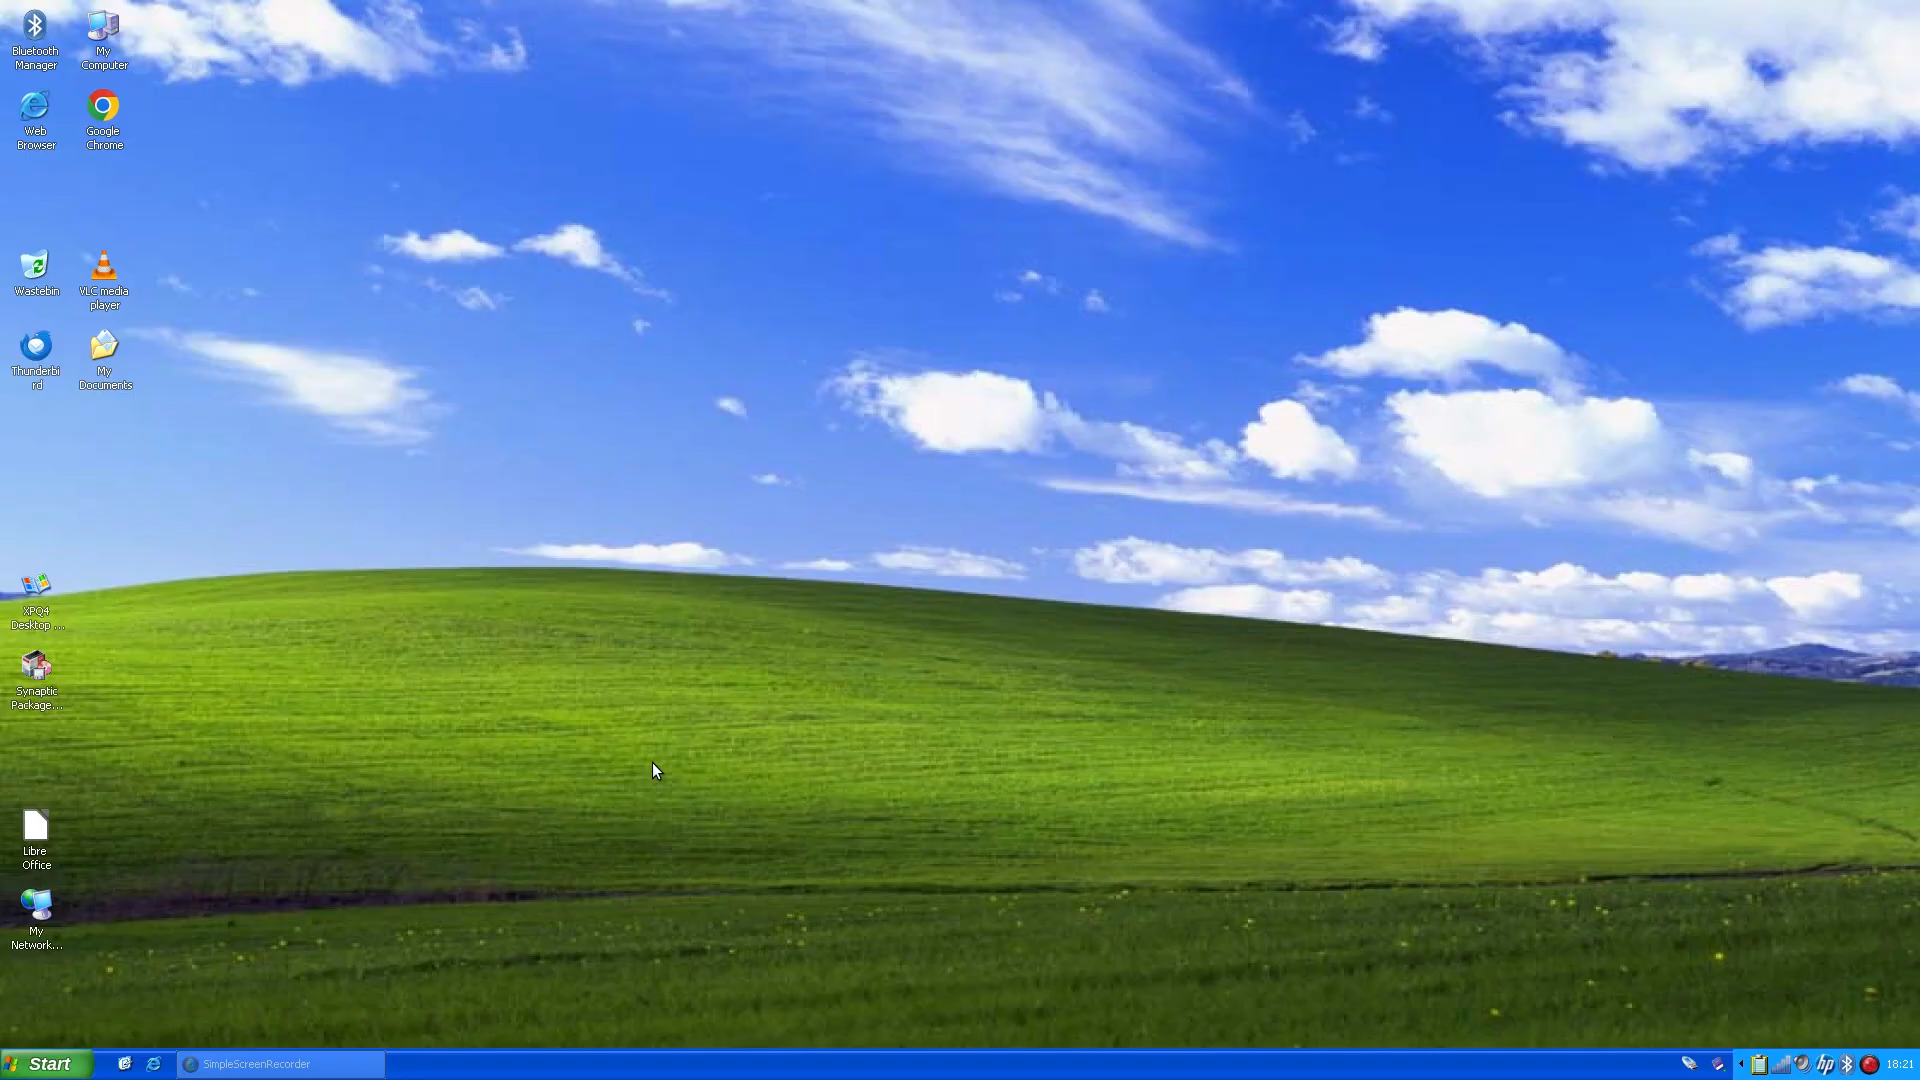 Bluetooth
Manager
My
Computer
Web
Browser
Google
Chrome
Wastebin
VLC media
player
Thunderbi
rd
My
Documents
XPQ4
Desktop ...
Synaptic
Package...
Libre
Office
My
Network...
Start
SimpleScreenRecorder
hp
18:21